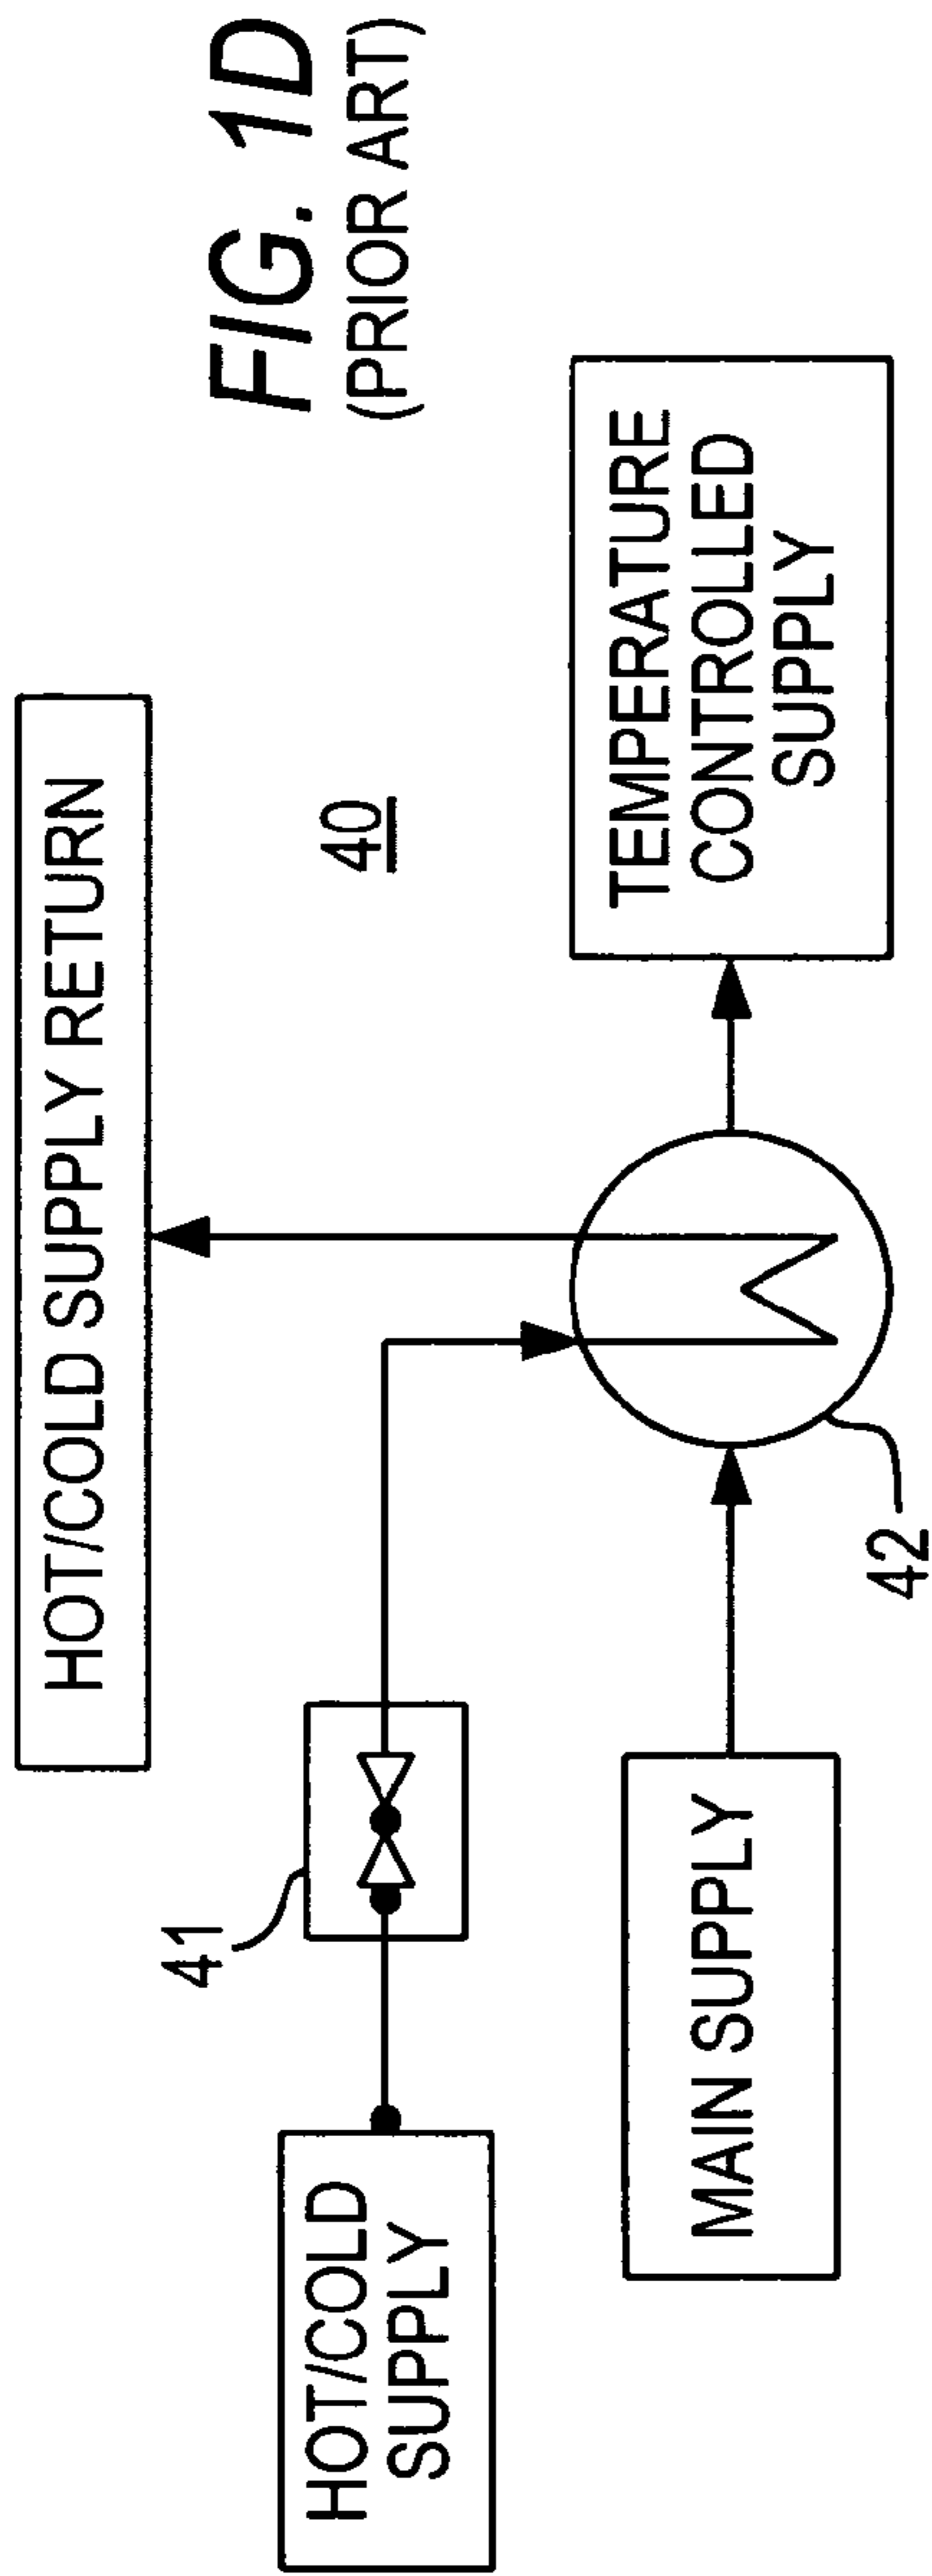 FIG. 1D
(PRIOR ART)
HOT/COLD SUPPLY RETURN
40
41
HOT/COLD
SUPPLY
TEMPERATURE
CONTROLLED
SUPPLY
MAIN SUPPLY
42